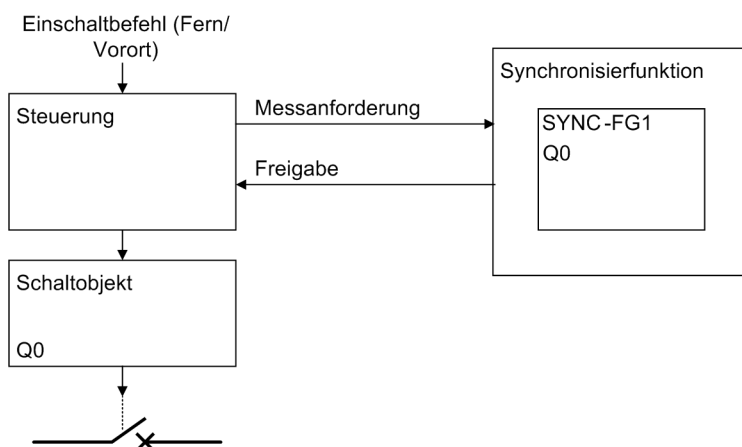 Einschaltbefehl (Fern/
Vorort)
Steuerung
Messanforderung
Freigabe
Synchronisierfunktion
SYNC-FG1
Q0
Schaltobjekt
Q0